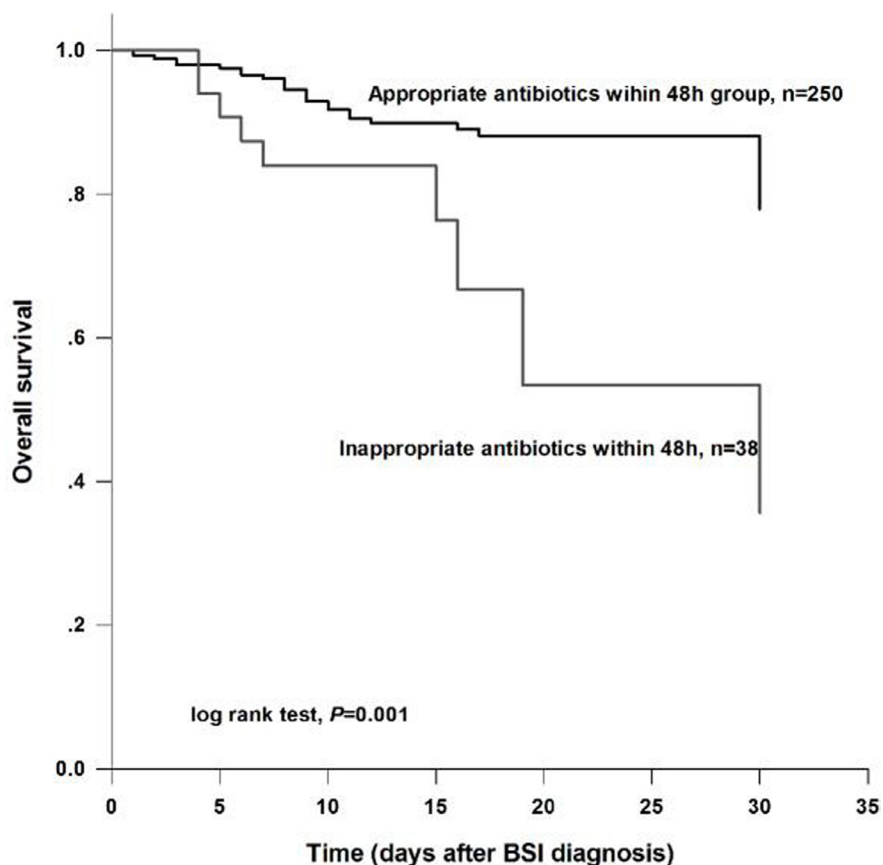 1.0
Appropriate antibiotics wihin 48h group, n=250
.8
.6
Overall survival
Inappropriate antibiotics within 48h, n=38
.4
.2
log rank test, P=0.001
0.0
0 5 10 15 20 25 30 35
Time (days after BSI diagnosis)